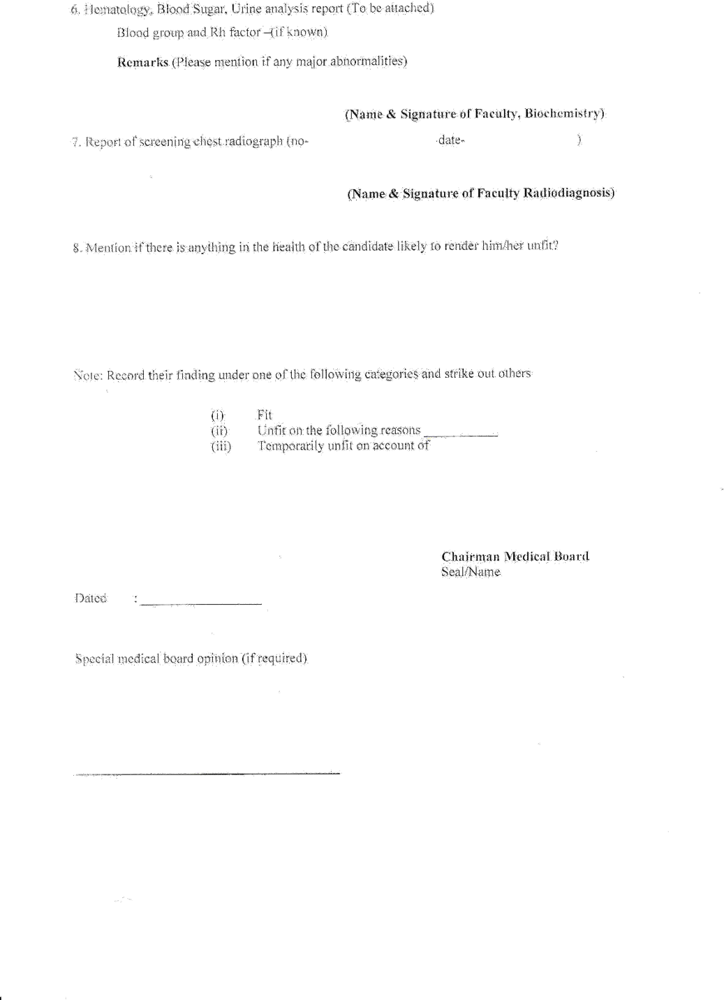 6. Hematology, Blood Sugar, Urine analysis report (To be attached)
Blood group and Rh factor –(if known)
Remarks (Please mention if any major abnormalities)
(Name & Signature of Faculty, Biochemistry)
7. Report of screening chest radiograph (no- date- )
(Name & Signature of Faculty Radiodiagnosis)
8. Mention if there is anything in the health of the candidate likely to render him/her unfit?
Note: Record their finding under one of the following categories and strike out others
(i) Fit
(ii) Unfit on the following reasons ___________
(iii) Temporarily unfit on account of
Chairman Medical Board
Seal/Name
Dated : __________________
Special medical board opinion (if required)